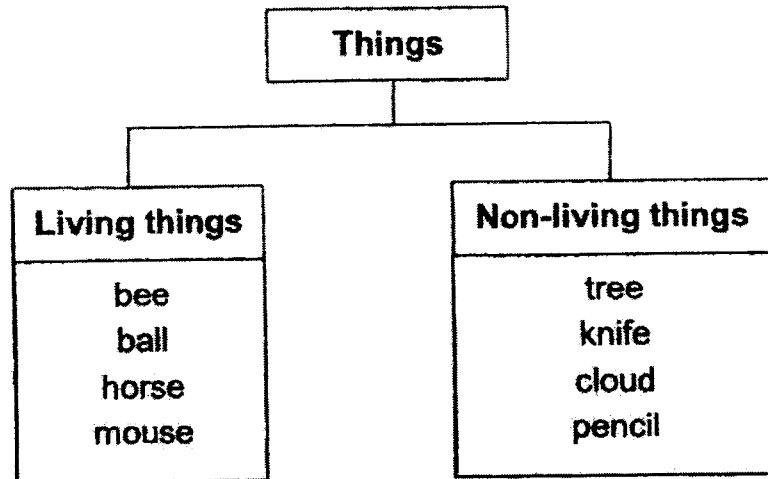 Things
Living things
bee
ball
horse
mouse
Non-living things
tree
knife
cloud
pencil